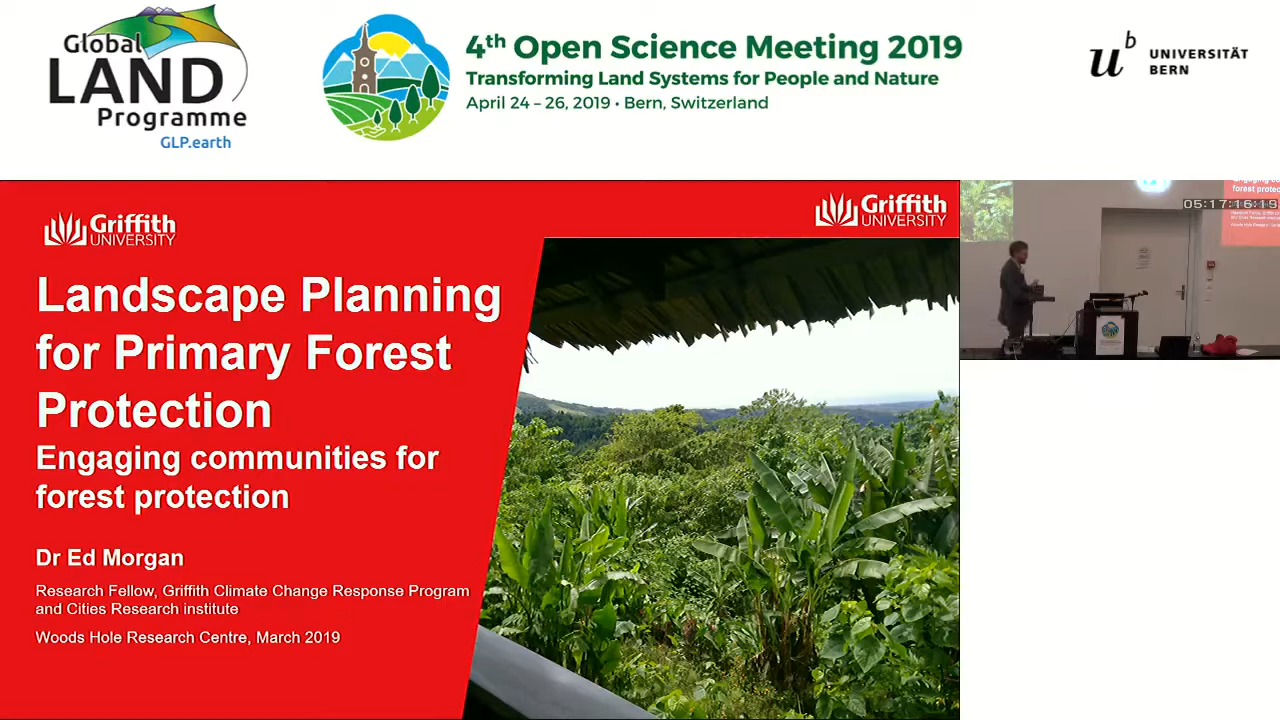 Global
LAND
Programme
GLP.earth
4th Open Science Meeting 2019
Transforming Land Systems for People and Nature
April 24 – 26, 2019 • Bern, Switzerland
u b
UNIVERSITÄT
BERN
Griffith
UNIVERSITY
Griffith
UNIVERSITY
Landscape Planning
for Primary Forest
Protection
Engaging communities for
forest protection
Dr Ed Morgan
Research Fellow, Griffith Climate Change Response Program
and Cities Research institute
Woods Hole Research Centre, March 2019
05:17:16:19